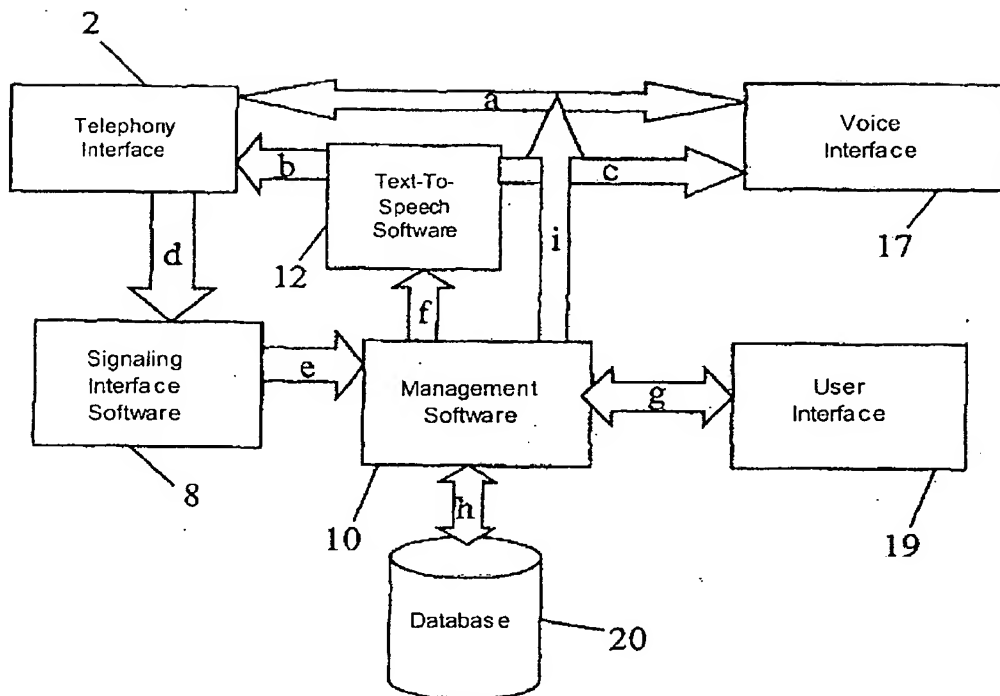 2
Telephony
Interface
a
Voice
Interface
17
b
Text-To-
Speech
Software
12
c
d
i
f
Signaling
Interface
Software
8
e
Management
Software
10
g
User
Interface
19
h
Database
20